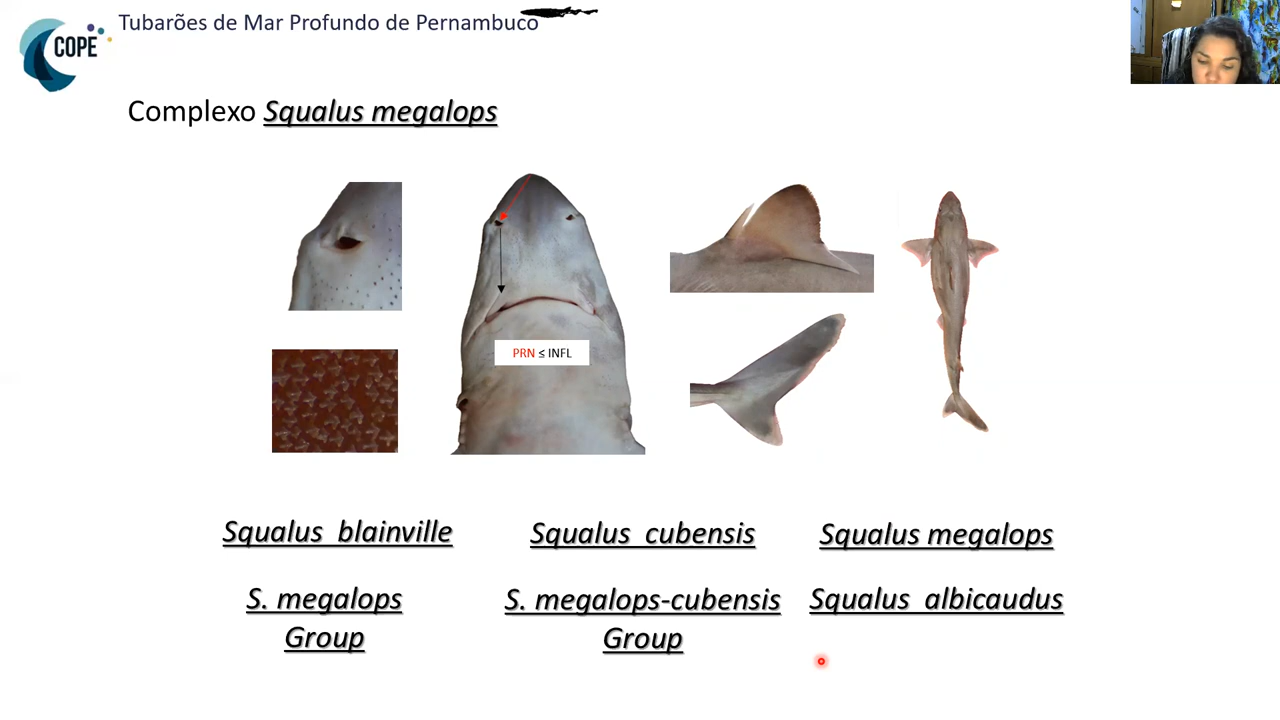 Tubarões de Mar Profundo de Pernambuco
COPE
Complexo Squalus megalops
PRN ≤ INFL
Squalus blainville
Squalus cubensis
Squalus megalops
S. megalops
Group
S. megalops-cubensis
Group
Squalus albicaudus